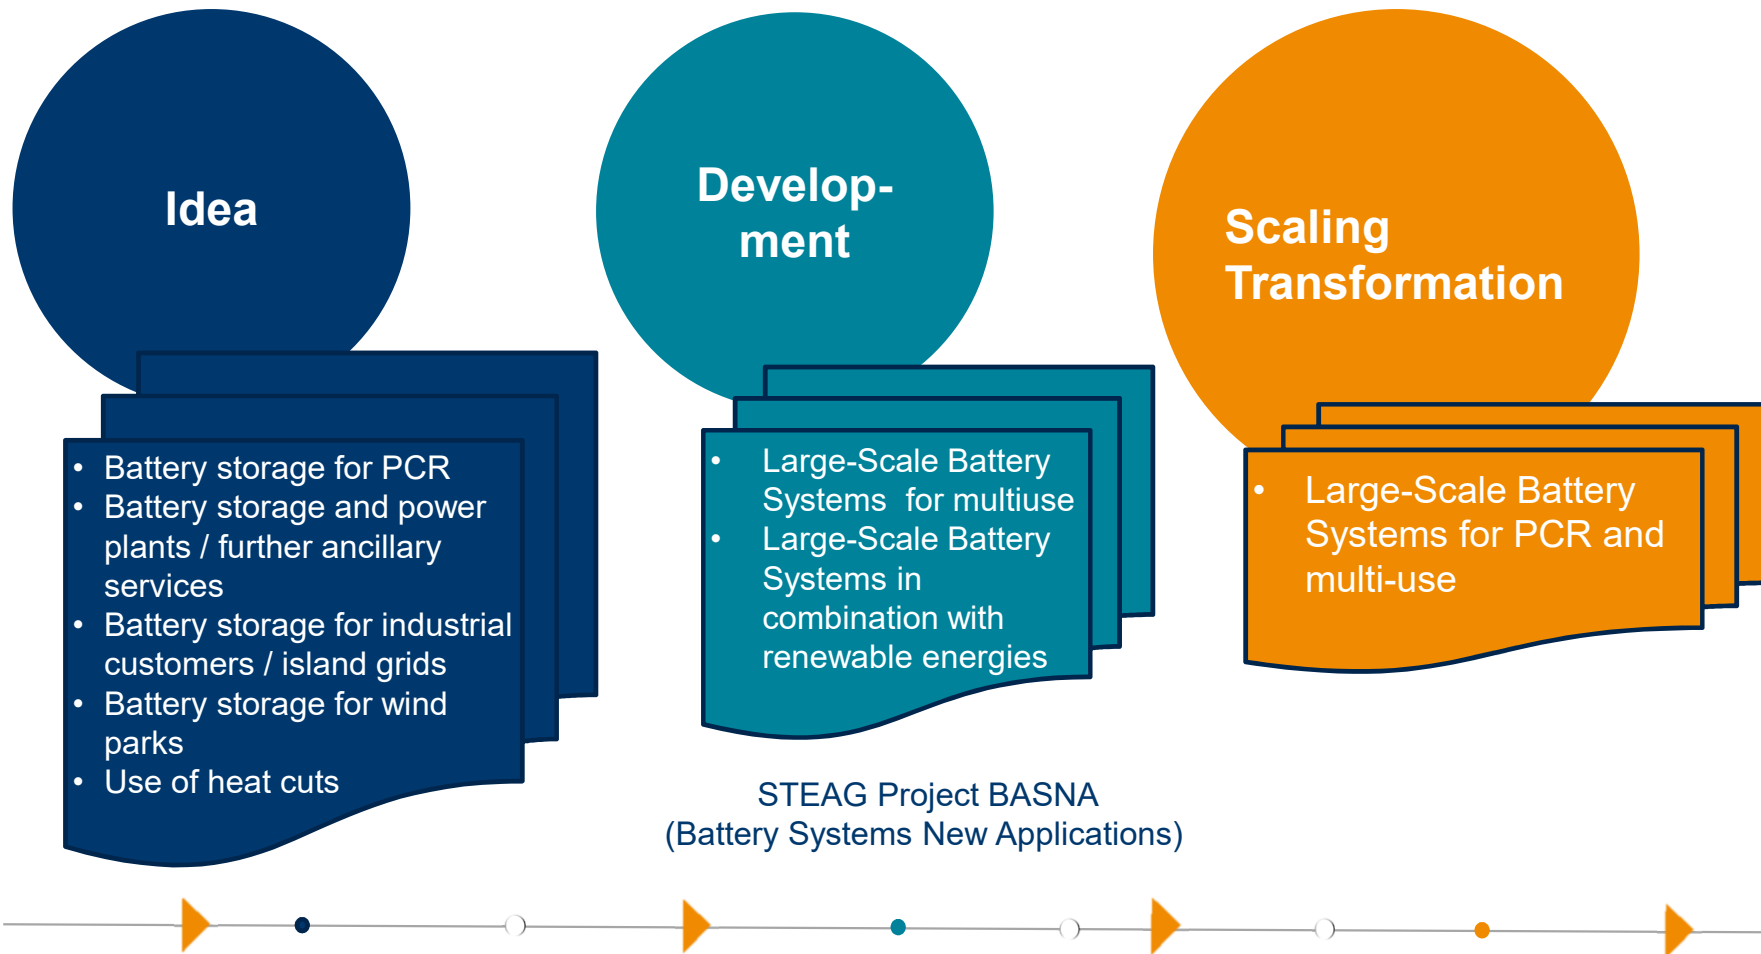 Idea
• Battery storage for PCR
• Battery storage and power
plants / further ancillary
services
• Battery storage for industrial
customers / island grids
• Battery storage for wind
parks
• Use of heat cuts
Develop-
ment
• Large-Scale Battery
Systems for multiuse
• Large-Scale Battery
Systems in
combination with
renewable energies
STEAG Project BASNA
(Battery Systems New Applications)
Scaling
Transformation
• Large-Scale Battery
Systems for PCR and
multi-use